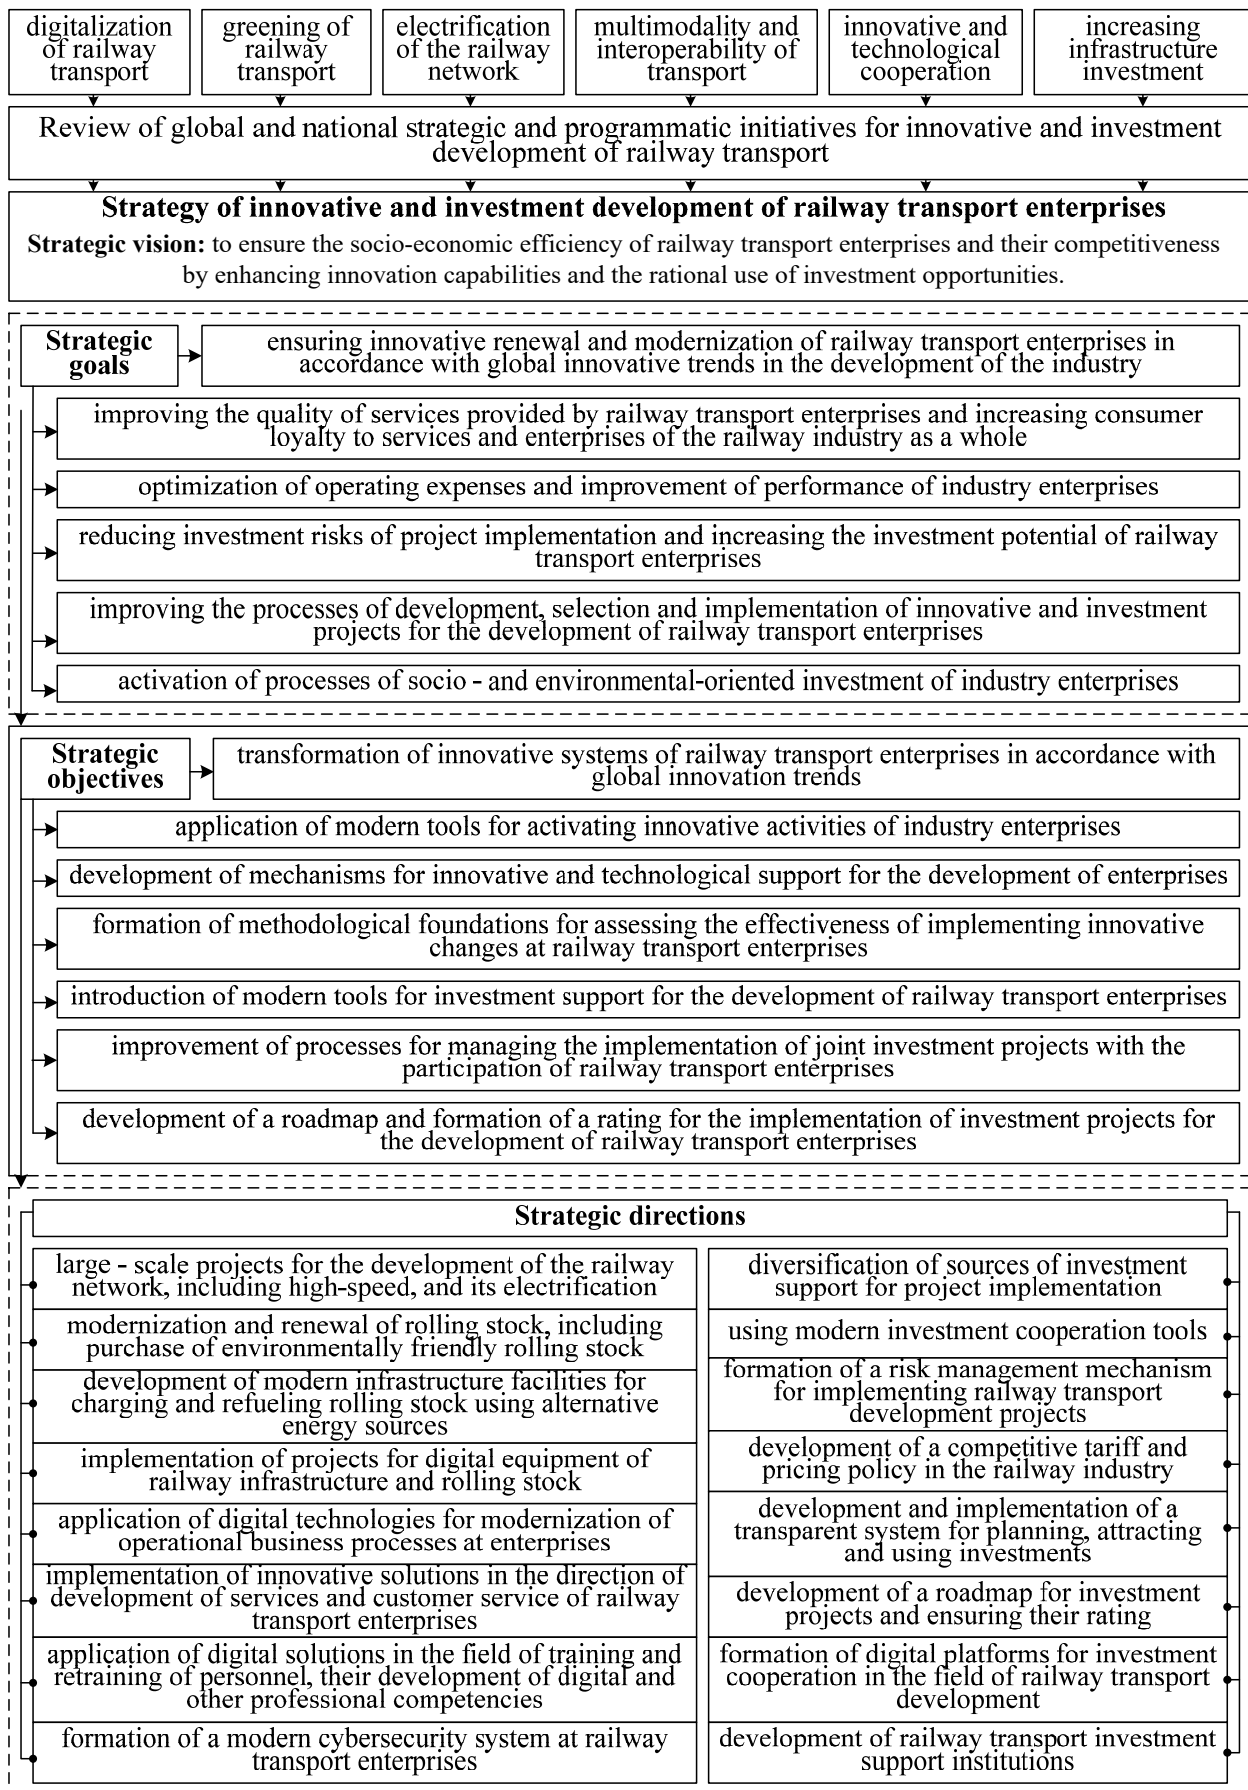 digitalization
of railway
transport
greening of
railway
transport
electrification
of the railway
network
multimodality and
interoperability of
transport
innovative and
technological
cooperation
increasing
infrastructure
investment
Review of global and national strategic and programmatic initiatives for innovative and investment
development of railway transport
Strategy of innovative and investment development of railway transport enterprises
Strategic vision: to ensure the socio-economic efficiency of railway transport enterprises and their competitiveness
by enhancing innovation capabilities and the rational use of investment opportunities.
Strategic
goals
ensuring innovative renewal and modernization of railway transport enterprises in
accordance with global innovative trends in the development of the industry
improving the quality of services provided by railway transport enterprises and increasing consumer
loyalty to services and enterprises of the railway industry as a whole
optimization of operating expenses and improvement of performance of industry enterprises
reducing investment risks of project implementation and increasing the investment potential of railway
transport enterprises
improving the processes of development, selection and implementation of innovative and investment
projects for the development of railway transport enterprises
activation of processes of socio - and environmental-oriented investment of industry enterprises
Strategic
objectives
transformation of innovative systems of railway transport enterprises in accordance with
global innovation trends
application of modern tools for activating innovative activities of industry enterprises
development of mechanisms for innovative and technological support for the development of enterprises
formation of methodological foundations for assessing the effectiveness of implementing innovative
changes at railway transport enterprises
introduction of modern tools for investment support for the development of railway transport enterprises
improvement of processes for managing the implementation of joint investment projects with the
participation of railway transport enterprises
development of a roadmap and formation of a rating for the implementation of investment projects for
the development of railway transport enterprises
Strategic directions
large - scale projects for the development of the railway
network, including high-speed, and its electrification
modernization and renewal of rolling stock, including
purchase of environmentally friendly rolling stock
development of modern infrastructure facilities for
charging and refueling rolling stock using alternative
energy sources
implementation of projects for digital equipment of
railway infrastructure and rolling stock
application of digital technologies for modernization of
operational business processes at enterprises
implementation of innovative solutions in the direction of
development of services and customer service of railway
transport enterprises
application of digital solutions in the field of training and
retraining of personnel, their development of digital and
other professional competencies
formation of a modern cybersecurity system at railway
transport enterprises
diversification of sources of investment
support for project implementation
using modern investment cooperation tools
formation of a risk management mechanism
for implementing railway transport
development projects
development of a competitive tariff and
pricing policy in the railway industry
development and implementation of a
transparent system for planning, attracting
and using investments
development of a roadmap for investment
projects and ensuring their rating
formation of digital platforms for investment
cooperation in the field of railway transport
development
development of railway transport investment
support institutions